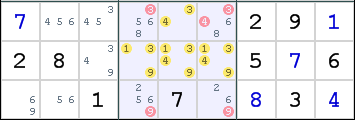 3 3 3 3
7 4 5 6 4 5 5 6 4 4 6 2 9 1
8 8
3 1 3 1 3 1 3
2 8 4 4 4 5 7 6
9 9 9 9
2 2
6 5 6 1 5 6 7 6 8 3 4
9 9 9